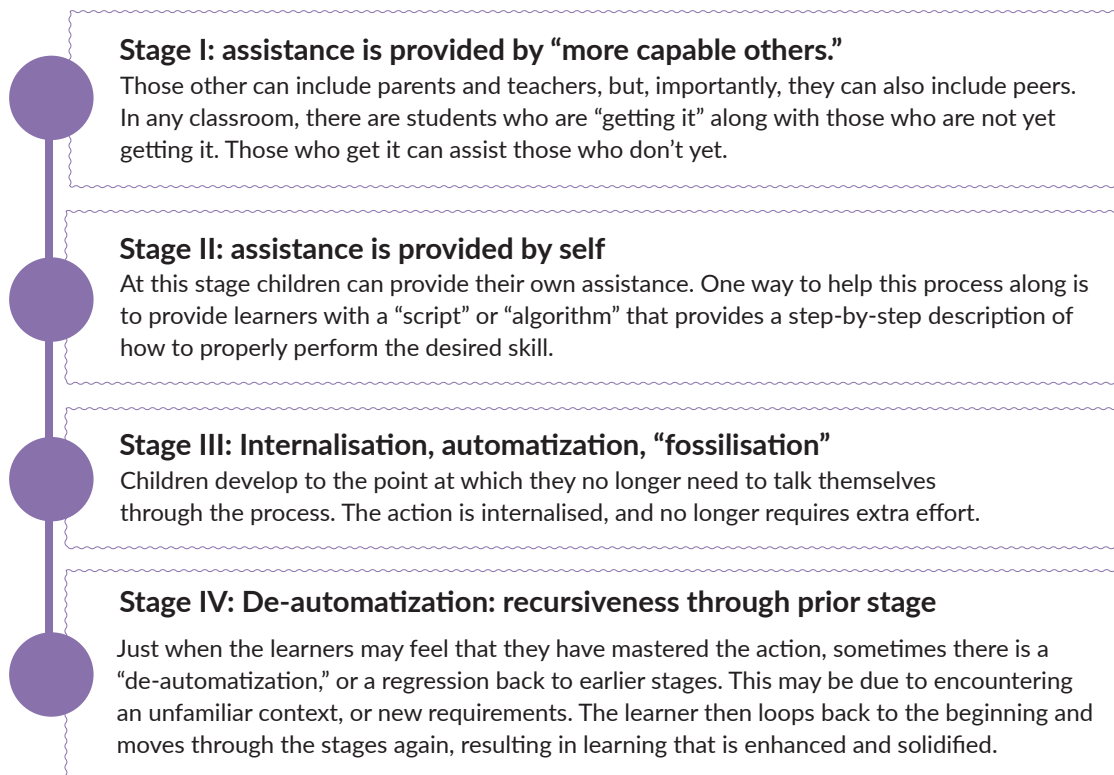 Stage I: assistance is provided by “more capable others.”
Those other can include parents and teachers, but, importantly, they can also include peers.
In any classroom, there are students who are “getting it” along with those who are not yet
getting it. Those who get it can assist those who don’t yet.
Stage II: assistance is provided by self
At this stage children can provide their own assistance. One way to help this process along is
to provide learners with a “script” or “algorithm” that provides a step-by-step description of
how to properly perform the desired skill.
Stage III: Internalisation, automatization, “fossilisation”
Children develop to the point at which they no longer need to talk themselves
through the process. The action is internalised, and no longer requires extra effort.
Stage IV: De-automatization: recursiveness through prior stage
Just when the learners may feel that they have mastered the action, sometimes there is a
“de-automatization,” or a regression back to earlier stages. This may be due to encountering
an unfamiliar context, or new requirements. The learner then loops back to the beginning and
moves through the stages again, resulting in learning that is enhanced and solidified.